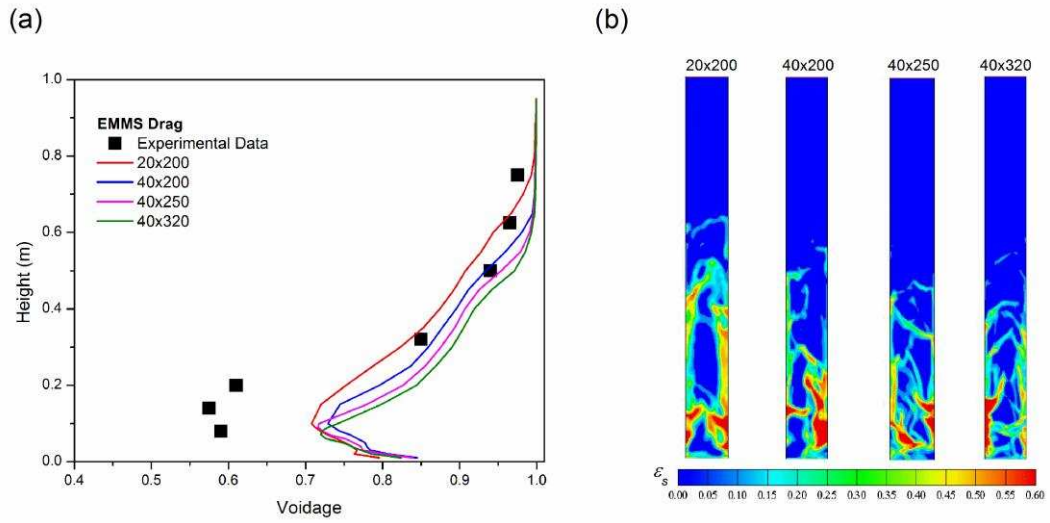 (a)
(b)
1.0
0.8
0.6
0.4
0.2
0.0
Height (m)
EMMS Drag
Experimental Data
20x200
40x200
40x250
40x320
0.4 0.5 0.6 0.7 0.8 0.9 1.0
Voidage
20x200 40x200 40x250 40x320
εs
0.00 0.05 0.10 0.15 0.20 0.25 0.30 0.35 0.40 0.45 0.50 0.55 0.60